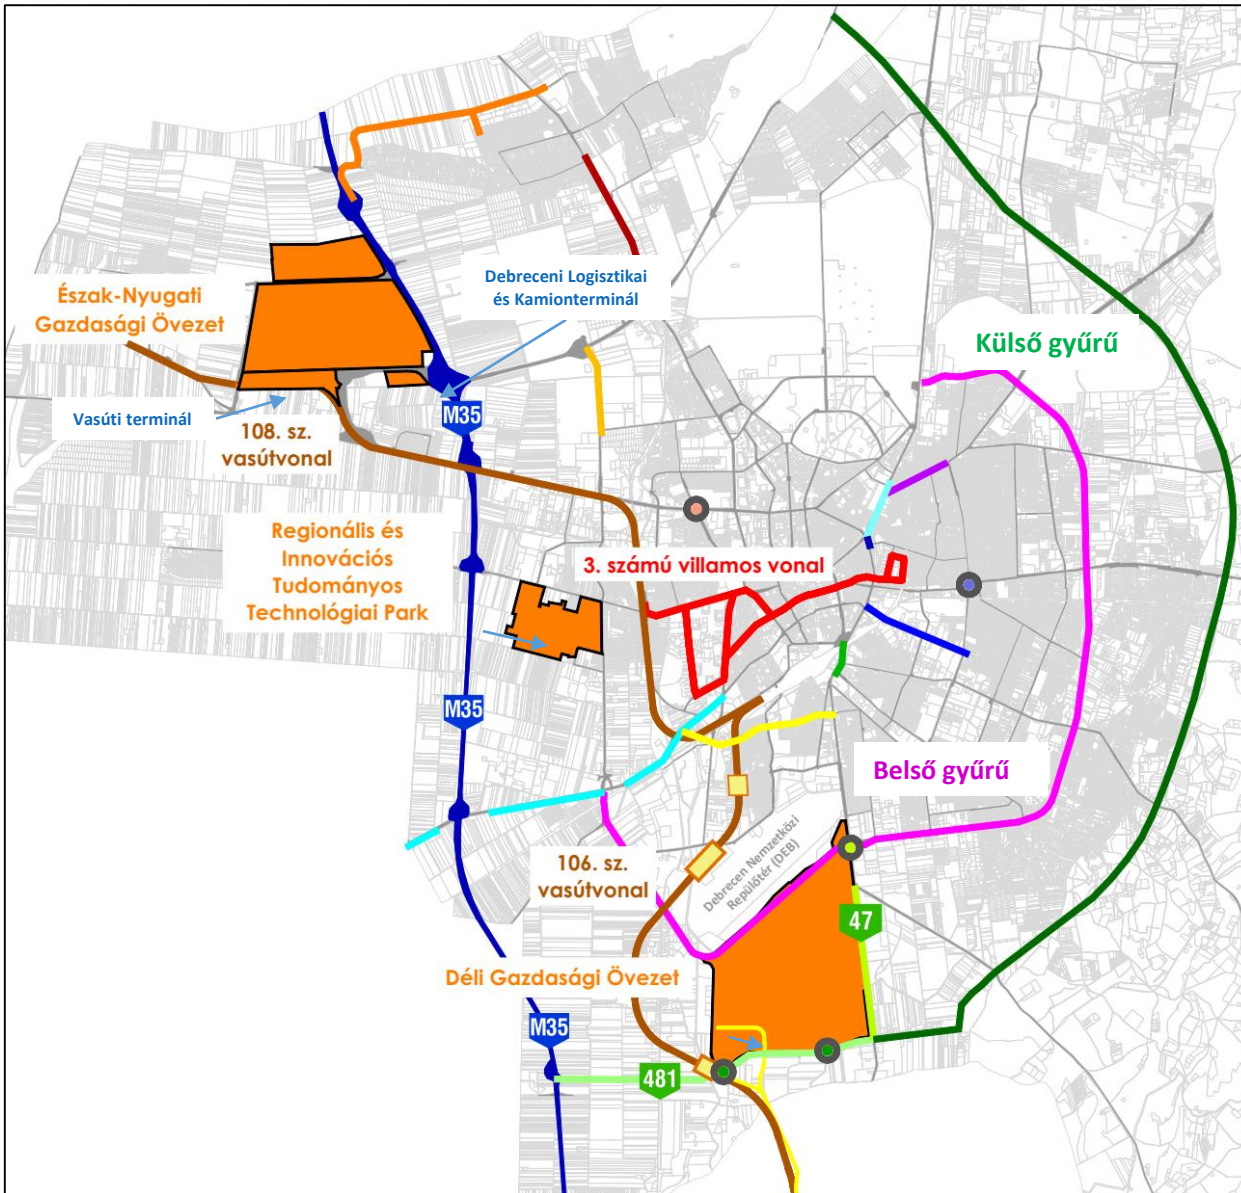 Debreceni Logisztikai
és Kamionterminál
Észak-Nyugati
Gazdasági Övezet
Külső gyűrű
Vasúti terminál
M35
108. sz.
vasútvonal
Regionális és
Innovációs
Tudományos
Technológiai Park
3. számú villamos vonal
M35
Belső gyűrű
106. sz.
vasútvonal
Debrecen Nemzetközi
Repülőtér (DEB)
47
Déli Gazdasági Övezet
M35
481